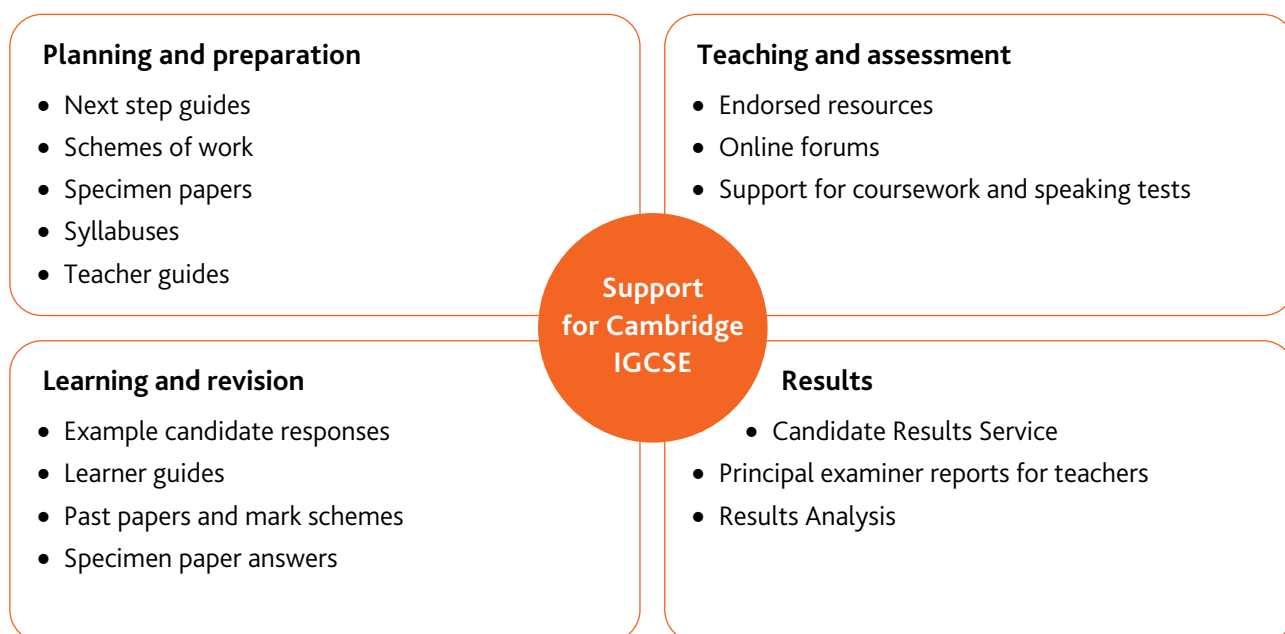 Planning and preparation
• Next step guides
• Schemes of work
• Specimen papers
• Syllabuses
• Teacher guides
Teaching and assessment
• Endorsed resources
• Online forums
• Support for coursework and speaking tests
Support
for Cambridge
IGCSE
Learning and revision
• Example candidate responses
• Learner guides
• Past papers and mark schemes
• Specimen paper answers
Results
• Candidate Results Service
• Principal examiner reports for teachers
• Results Analysis